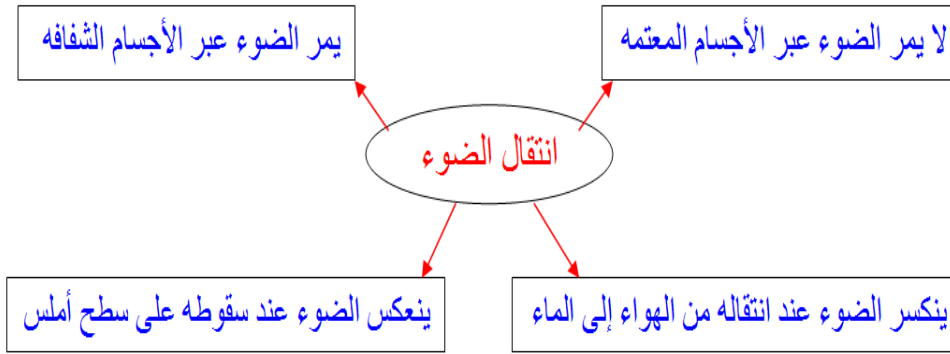 لا يمر الضوء عبر الأجسام المعتمه
يمر الضوء عبر الأجسام الشفافه
انتقال الضوء
ينكسر الضوء عند انتقاله من الهواء إلى الماء
ينعكس الضوء عند سقوطه على سطح أملس